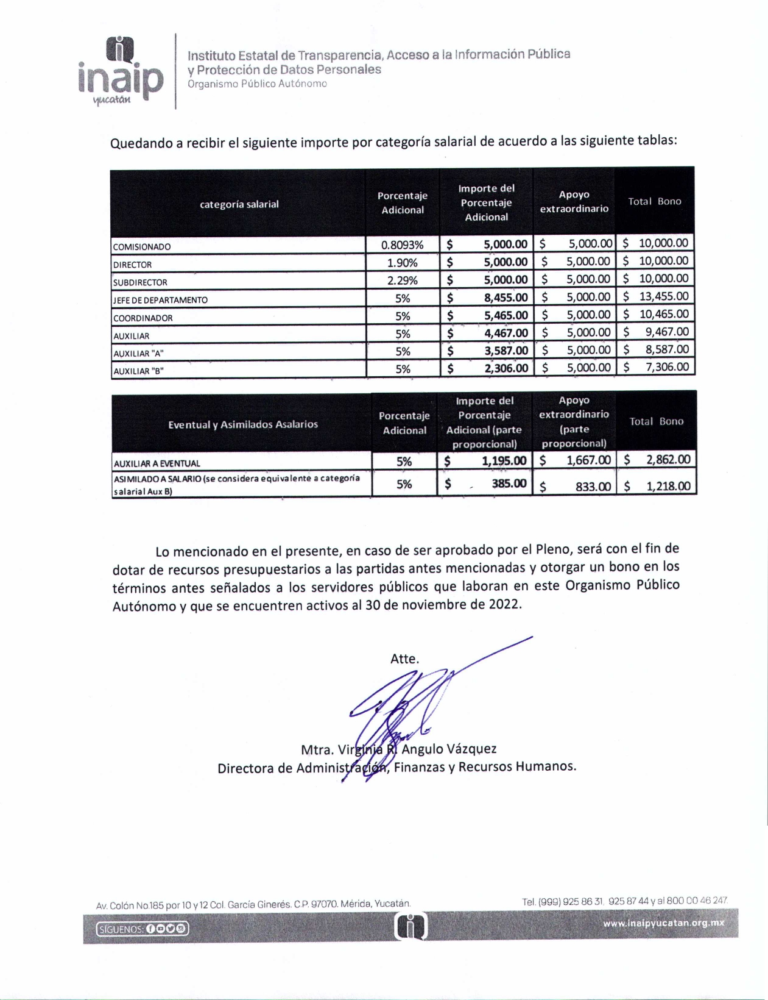 inaip
yucatán
Instituto Estatal de Transparencia, Acceso a la Información Pública
y Protección de Datos Personales
Organismo Público Autónomo
Quedando a recibir el siguiente importe por categoría salarial de acuerdo a las siguiente tablas:
categoría salarial | Porcentaje Adicional | Importe del Porcentaje Adicional | Apoyo extraordinario | Total Bono
COMISIONADO | 0.8093% | $ 5,000.00 | $ 5,000.00 | $ 10,000.00
DIRECTOR | 1.90% | $ 5,000.00 | $ 5,000.00 | $ 10,000.00
SUBDIRECTOR | 2.29% | $ 5,000.00 | $ 5,000.00 | $ 10,000.00
JEFE DE DEPARTAMENTO | 5% | $ 8,455.00 | $ 5,000.00 | $ 13,455.00
COORDINADOR | 5% | $ 5,465.00 | $ 5,000.00 | $ 10,465.00
AUXILIAR | 5% | $ 4,467.00 | $ 5,000.00 | $ 9,467.00
AUXILIAR "A" | 5% | $ 3,587.00 | $ 5,000.00 | $ 8,587.00
AUXILIAR "B" | 5% | $ 2,306.00 | $ 5,000.00 | $ 7,306.00
Eventual y Asimilados Asalarios | Porcentaje Adicional | Importe del Porcentaje Adicional (parte proporcional) | Apoyo extraordinario (parte proporcional) | Total Bono
AUXILIAR A EVENTUAL | 5% | $ 1,195.00 | $ 1,667.00 | $ 2,862.00
ASIMILADO A SALARIO (se considera equivalente a categoría salarial Aux B) | 5% | $ 385.00 | $ 833.00 | $ 1,218.00
Lo mencionado en el presente, en caso de ser aprobado por el Pleno, será con el fin de
dotar de recursos presupuestarios a las partidas antes mencionadas y otorgar un bono en los
términos antes señalados a los servidores públicos que laboran en este Organismo Público
Autónomo y que se encuentren activos al 30 de noviembre de 2022.
Atte.
Mtra. Virginia R. Angulo Vázquez
Directora de Administración, Finanzas y Recursos Humanos.
Av. Colón No.185 por 10 y 12 Col. García Ginerés. C.P. 97070. Mérida, Yucatán.
Tel. (999) 925 86 31, 925 87 44 y al 800 00 46 247.
SÍGUENOS:
www.inaipyucatan.org.mx